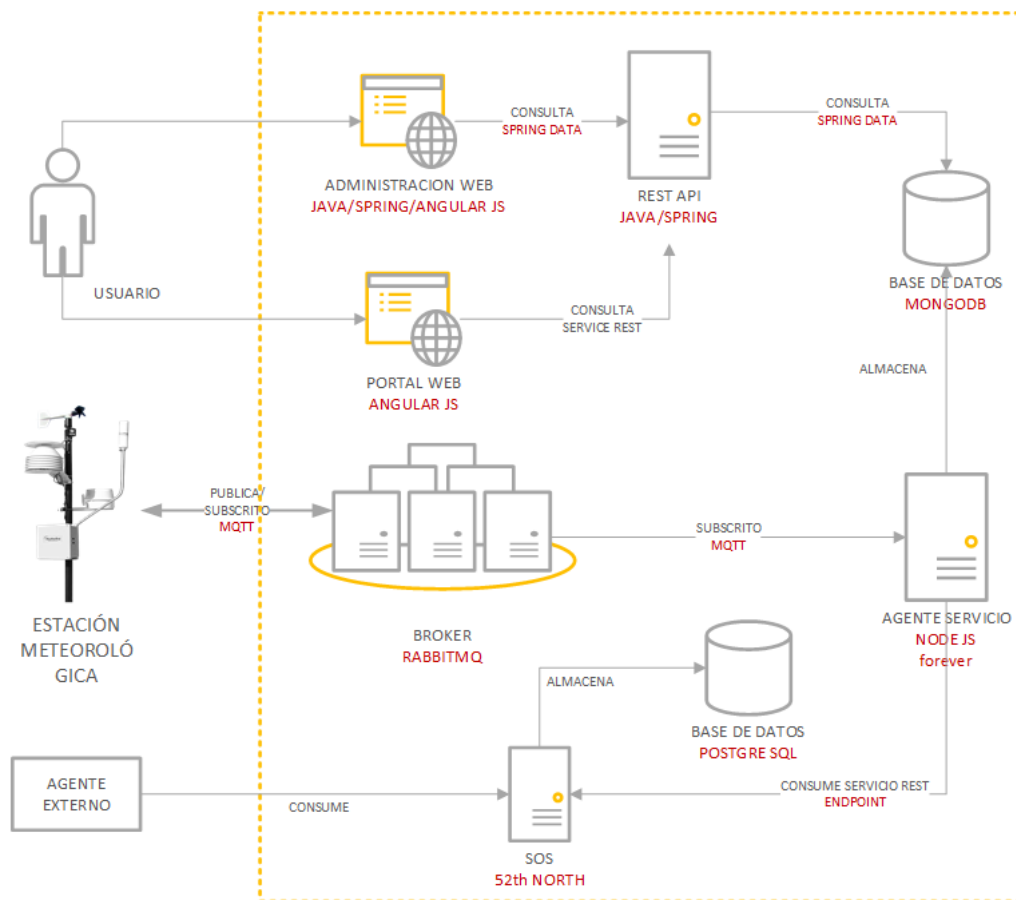 CONSULTA
SPRING DATA
CONSULTA
SPRING DATA
ADMINISTRACION WEB
JAVA/SPRING/ANGULAR JS
REST API
JAVA/SPRING
USUARIO
BASE DE DATOS
MONGODB
CONSULTA
SERVICE REST
PORTAL WEB
ANGULAR JS
ALMACENA
PUBLICA/
SUBSCRITO
MQTT
SUBSCRITO
MQTT
ESTACIÓN
METEOROLÓ
GICA
BROKER
RABBITMQ
AGENTE SERVICIO
NODE JS
forever
ALMACENA
BASE DE DATOS
POSTGRE SQL
AGENTE
EXTERNO
CONSUME
CONSUME SERVICIO REST
ENDPOINT
SOS
52th NORTH